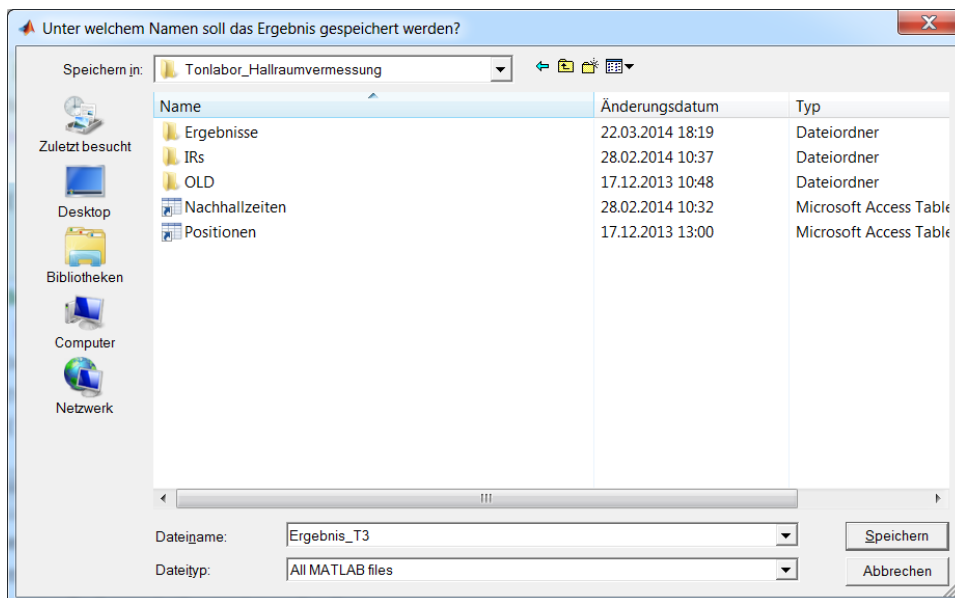 Unter welchem Namen soll das Ergebnis gespeichert werden?
Speichern in: Tonlabor_Hallraumvermessung
Name Änderungsdatum Typ
Ergebnisse 22.03.2014 18:19 Dateiordner
IRs 28.02.2014 10:37 Dateiordner
OLD 17.12.2013 10:48 Dateiordner
Nachhallzeiten 28.02.2014 10:32 Microsoft Access Table
Positionen 17.12.2013 13:00 Microsoft Access Table
Zuletzt besucht
Desktop
Bibliotheken
Computer
Netzwerk
Dateiname: Ergebnis_T3 Speichern
Dateityp: All MATLAB files Abbrechen